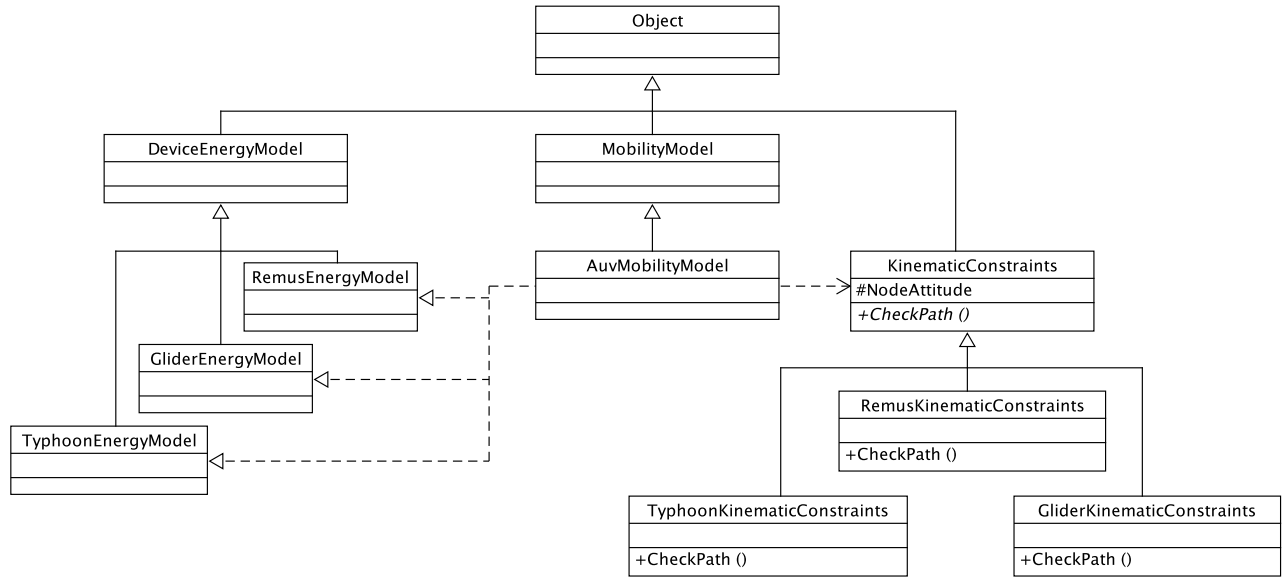 Object
DeviceEnergyModel
MobilityModel
RemusEnergyModel
AuvMobilityModel
KinematicConstraints
#NodeAttitude
+CheckPath ()
GliderEnergyModel
RemusKinematicConstraints
+CheckPath ()
TyphoonEnergyModel
TyphoonKinematicConstraints
+CheckPath ()
GliderKinematicConstraints
+CheckPath ()